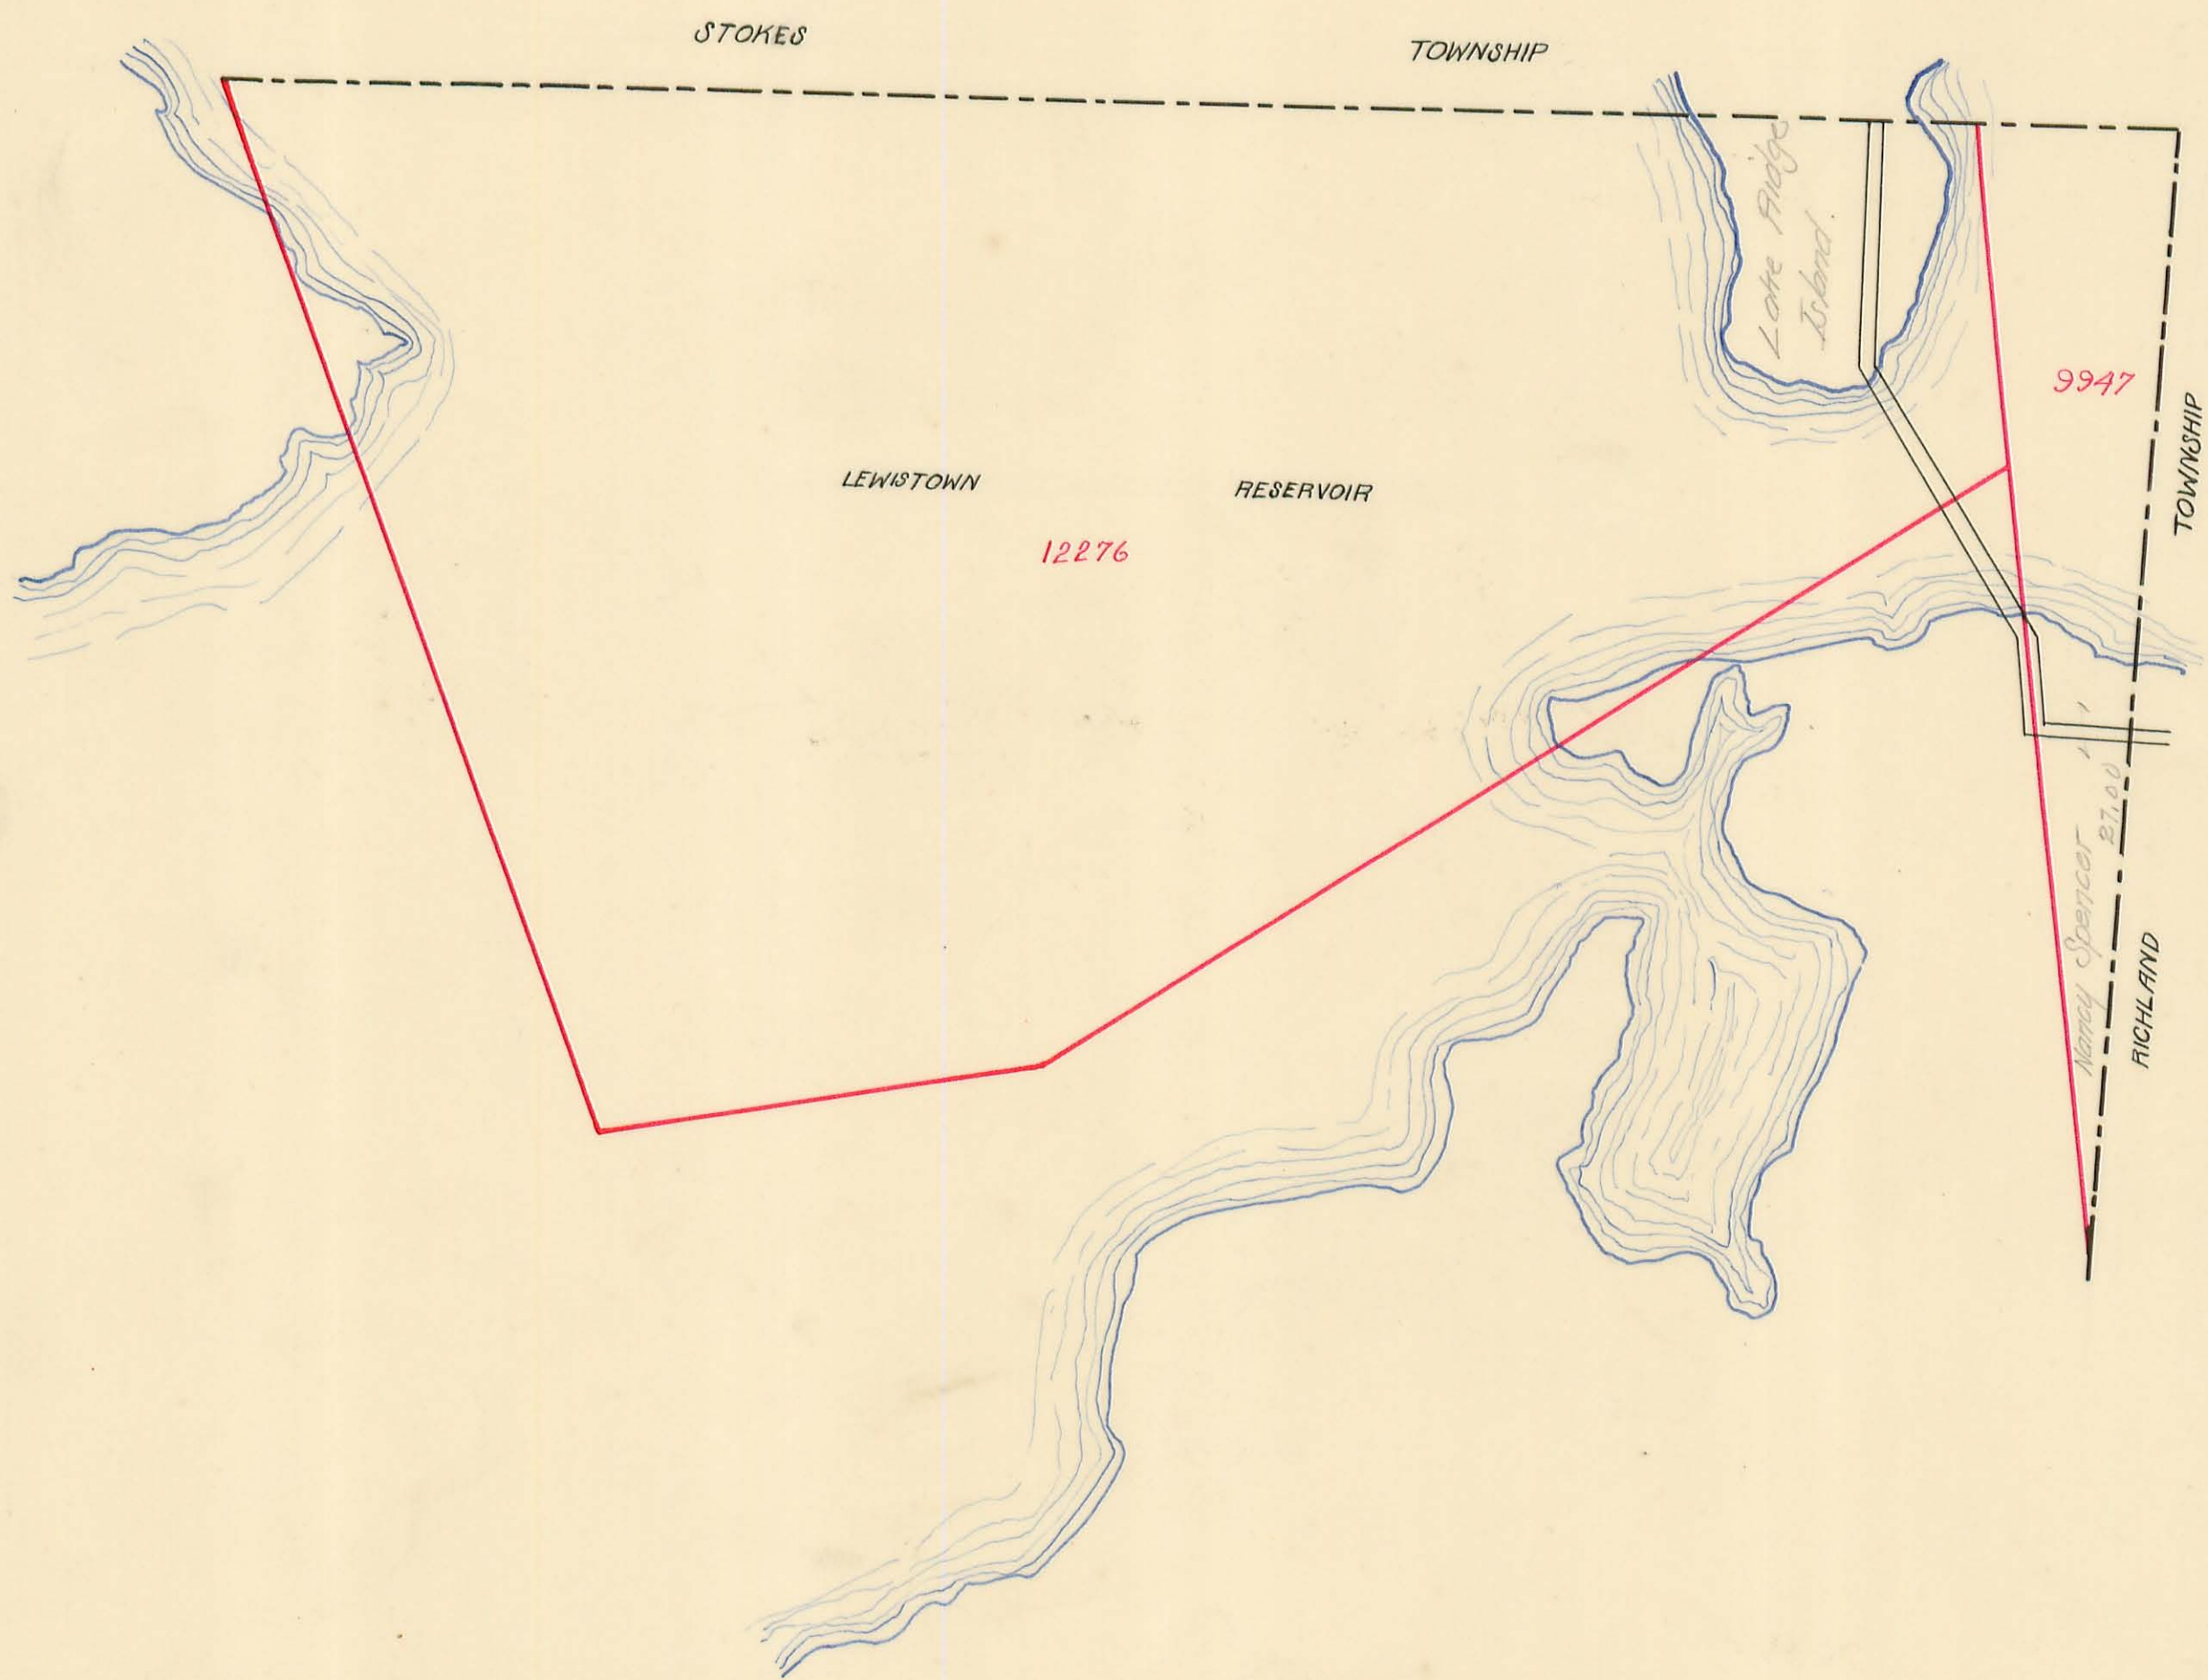 STOKES TOWNSHIP
Lake Ridge
Island.
9947
TOWNSHIP
LEWISTOWN RESERVOIR
12276
Nancy Spencer
27.00
RICHLAND